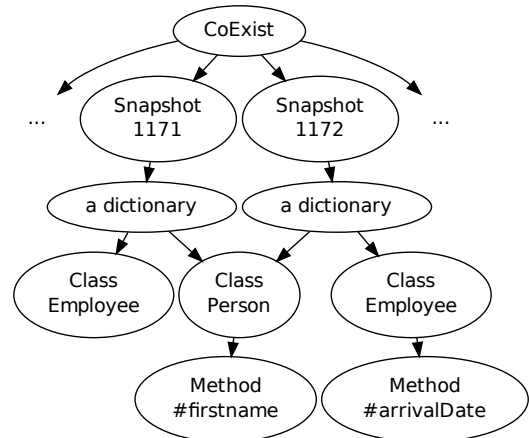 CoExist
...
Snapshot
1171
Snapshot
1172
...
a dictionary
a dictionary
Class
Employee
Class
Person
Class
Employee
Method
#firstname
Method
#arrivalDate